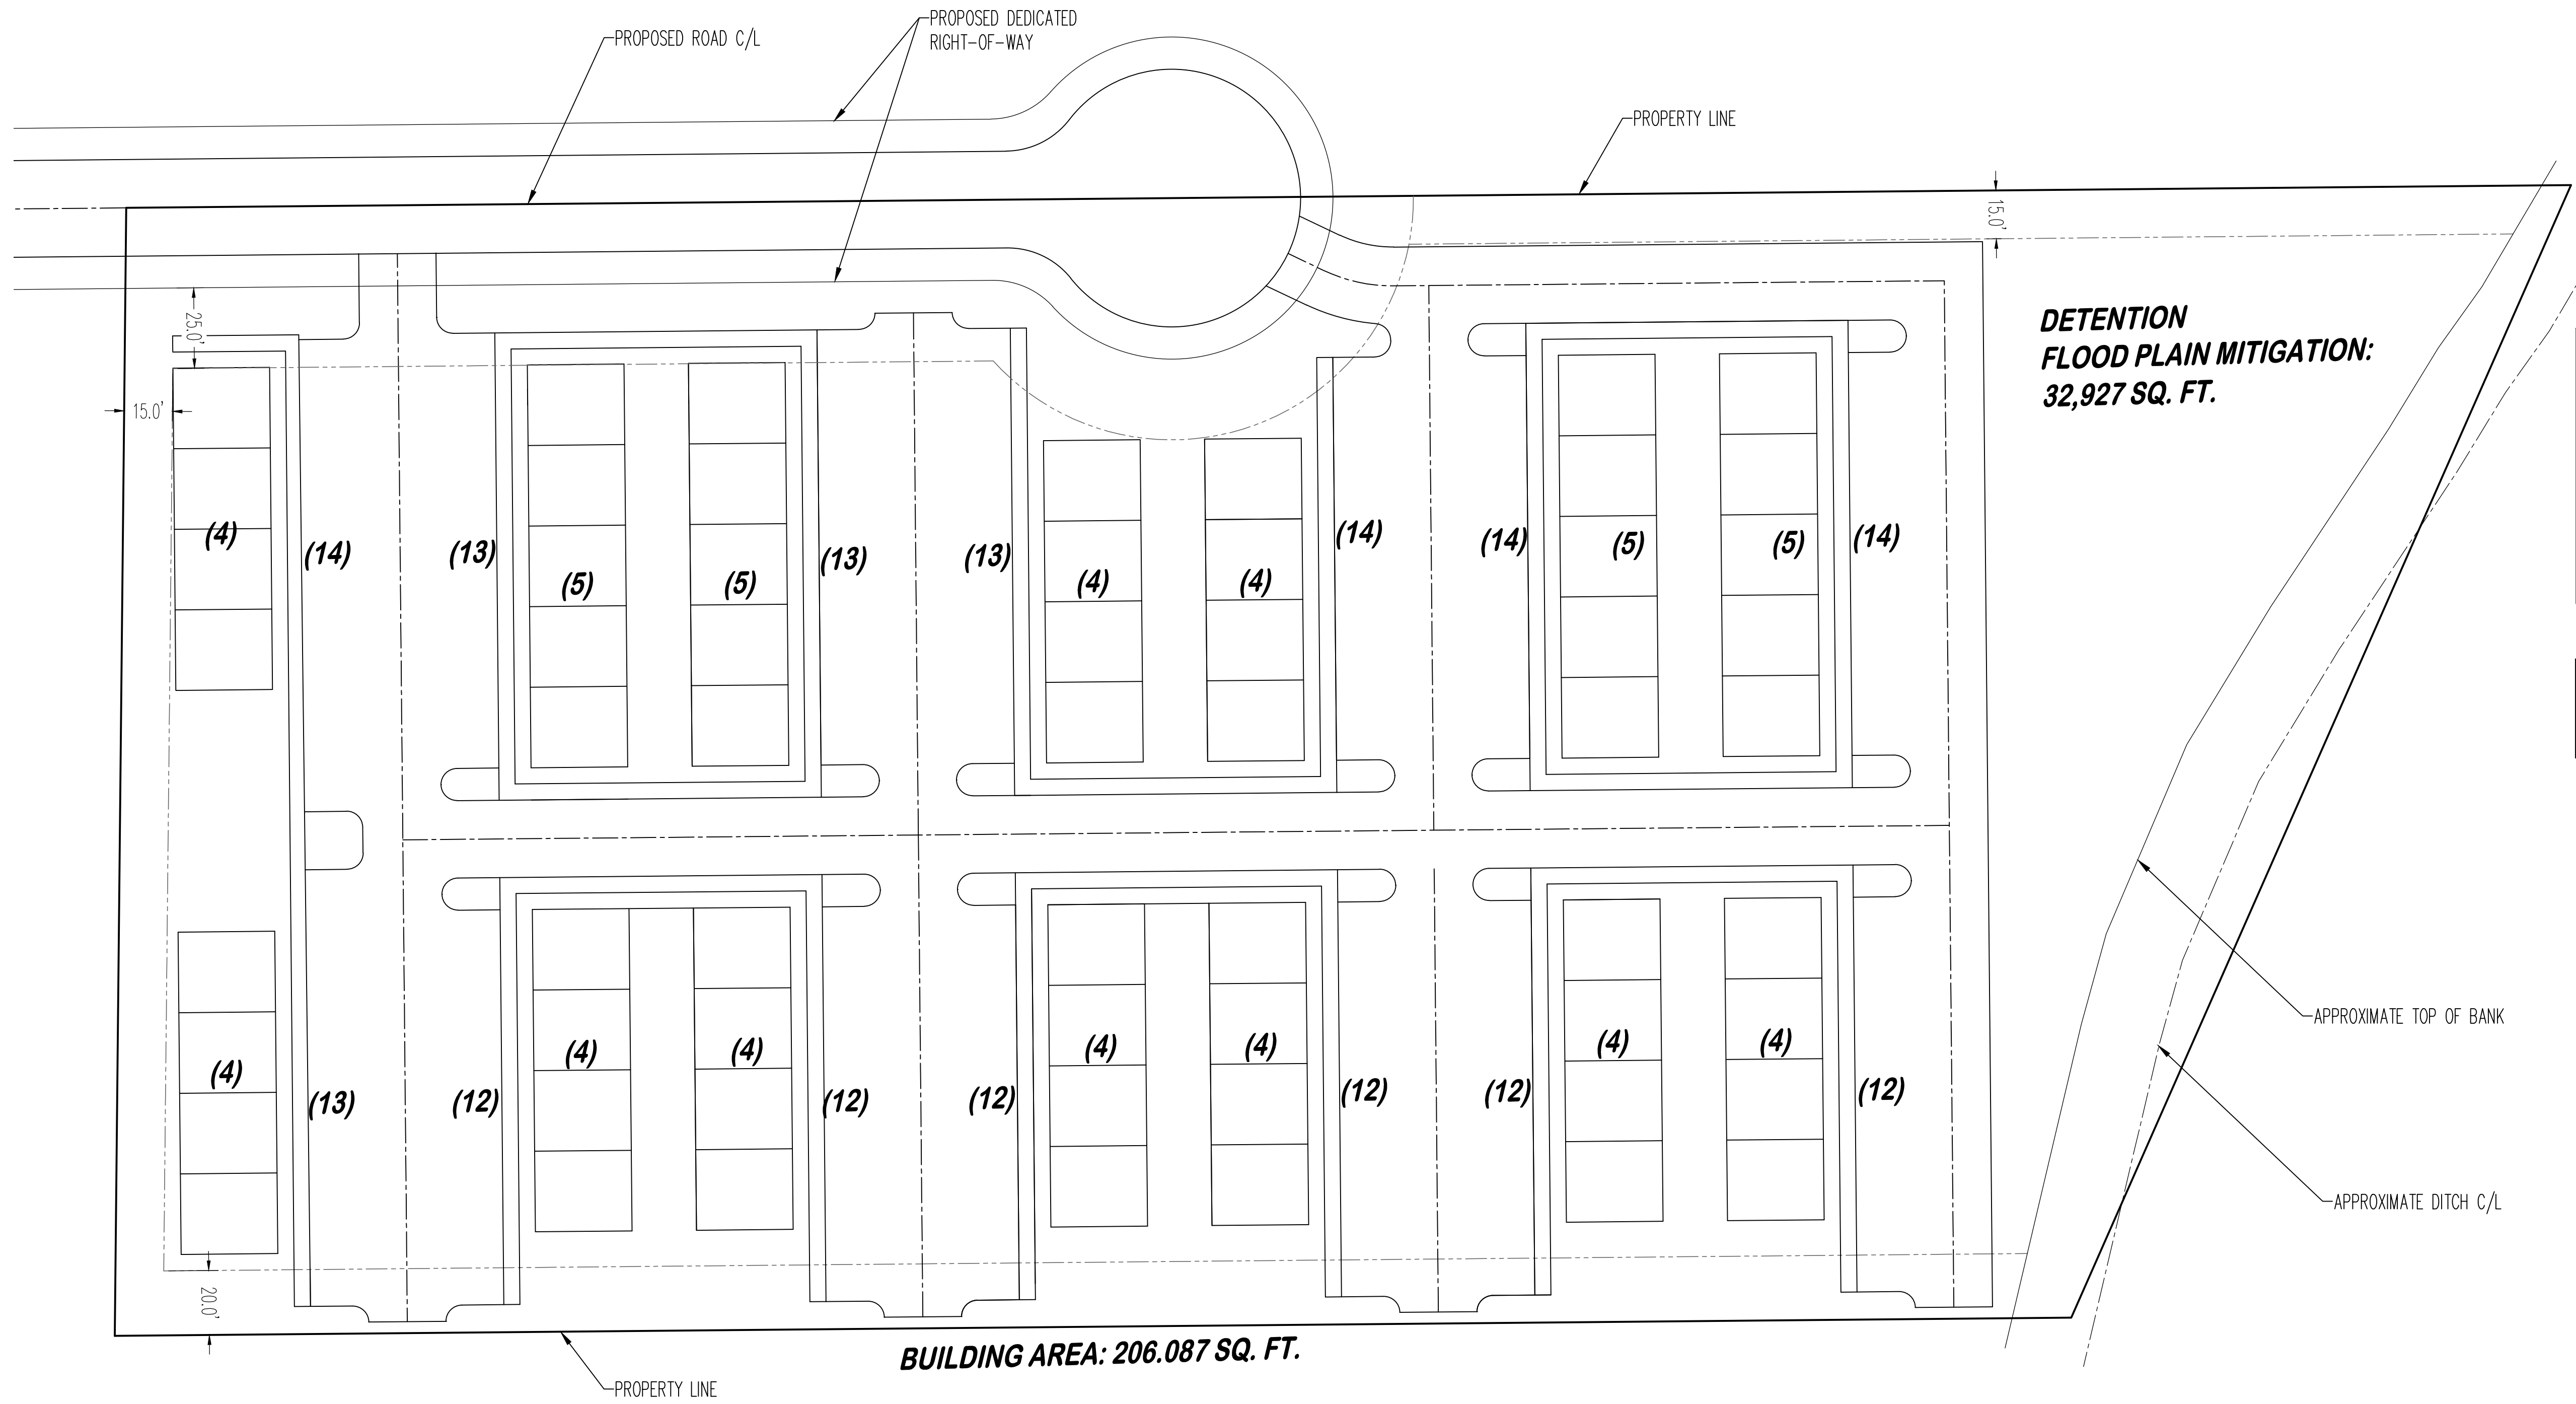 PROPOSED DEDICATED
RIGHT-OF-WAY
PROPOSED ROAD C/L
PROPERTY LINE
15.0'
25.0'
15.0'
DETENTION
FLOOD PLAIN MITIGATION:
32,927 SQ. FT.
(4)
(14)
(13)
(5)
(5)
(13)
(13)
(4)
(4)
(14)
(14)
(5)
(5)
(14)
(4)
(13)
(12)
(4)
(4)
(12)
(12)
(4)
(4)
(12)
(12)
(4)
(4)
(12)
APPROXIMATE TOP OF BANK
APPROXIMATE DITCH C/L
20.0'
BUILDING AREA: 206.087 SQ. FT.
PROPERTY LINE